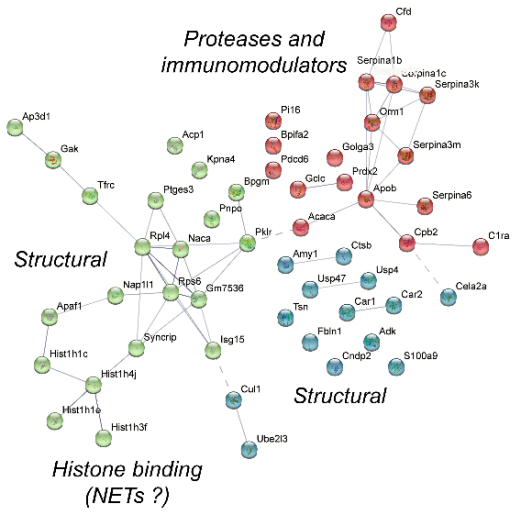 Cfd
Proteases and
immunomodulators
Serpina1b
Serpina1c
Serpina3k
Ap3d1
Pi16
Orm1
Acp1
Bpifa2
Gak
Golga3
Serpina3m
Kpna4
Pdcd6
Prdx2
Tfrc
Gclc
Bpgm
Apob
Ptges3
Serpina6
Pnpo
Acaca
Rpl4
Naca
Pklr
Cpb2
C1ra
Structural
Amy1
Ctsb
Nap1l1
Rps6
Gm7536
Usp47
Usp4
Cela2a
Apaf1
Tsn
Car1
Car2
Syncrip
Isg15
Fbln1
Adk
Hist1h1c
Hist1h4j
Cndp2
S100a9
Cul1
Structural
Hist1h1e
Hist1h3f
Ube2l3
Histone binding
(NETs ?)